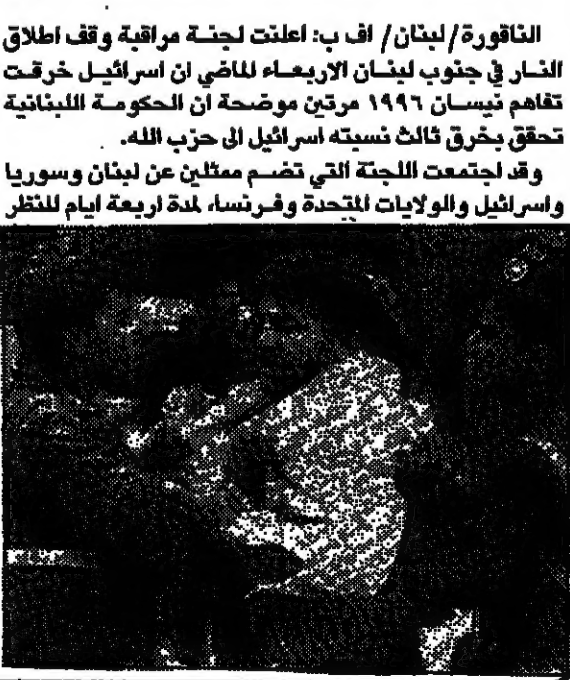 الناقورة/لبنان/ اف ب: اعلنت لجنة مراقبة وقف اطلاق
النار في جنوب لبنان الاربعاء الماضي ان اسرائيل خرقت
تفاهم نيسان ١٩٩٦ مرتين موضحة ان الحكومة اللبنانية
تحقق بخرق ثالث نسبته اسرائيل الى حزب الله.
وقد اجتمعت اللجنة التي تضم ممثلين عن لبنان وسوريا
واسرائيل والولايات المتحدة وفرنسا، لمدة اربعة ايام للنظر